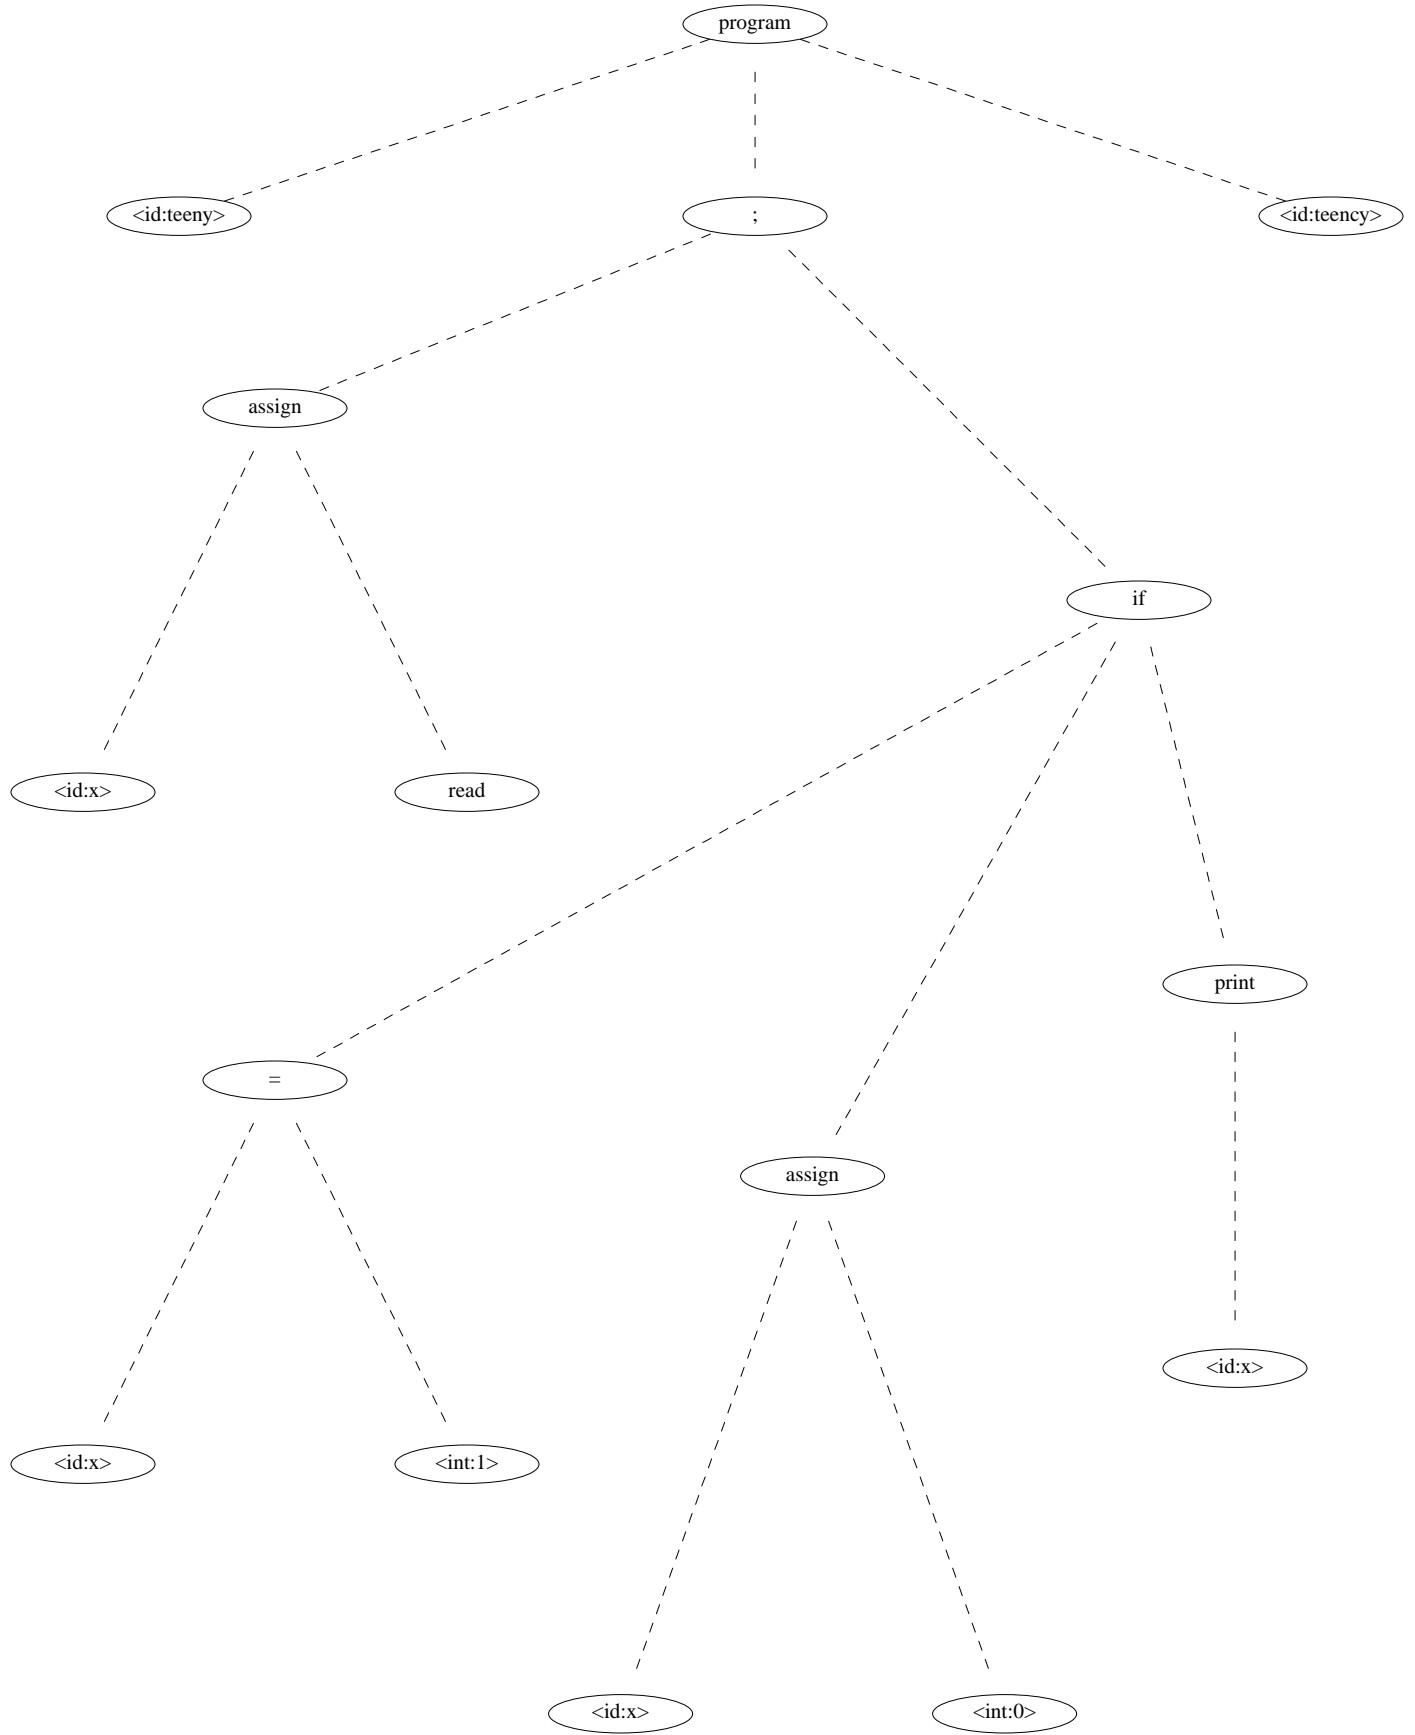 program
<id:teeny>
;
<id:teency>
assign
if
<id:x>
read
print
=
assign
<id:x>
<id:x>
<int:1>
<id:x>
<int:0>